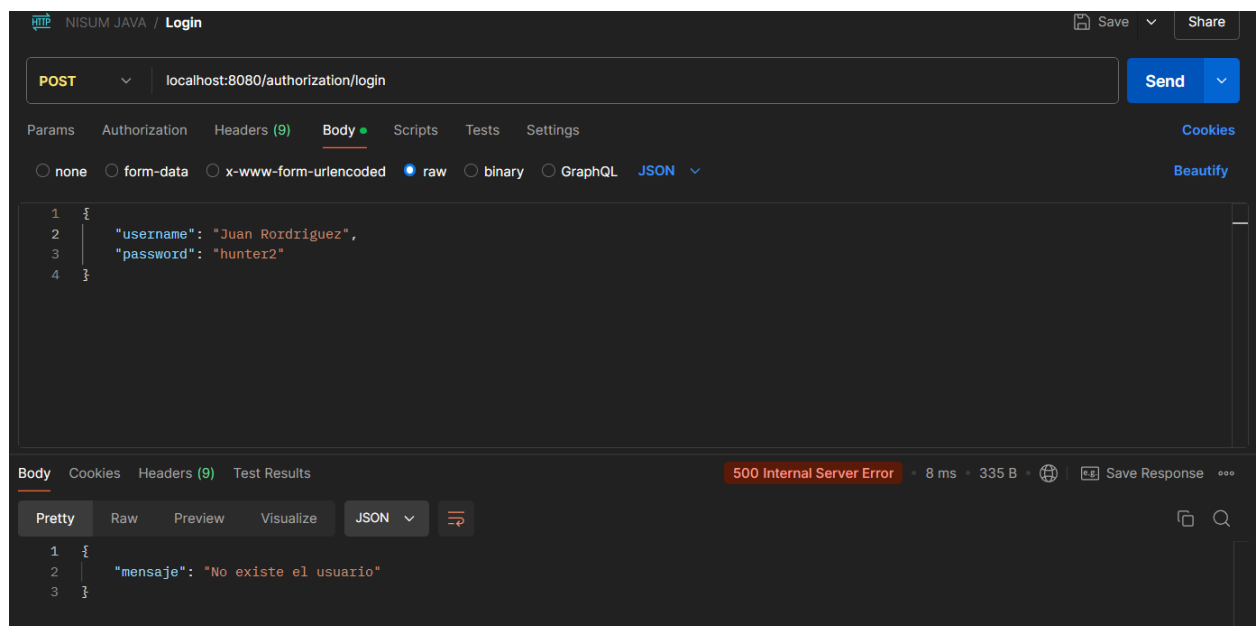 HTTP NISUM JAVA / Login Save Share
POST localhost:8080/authorization/login Send
Params Authorization Headers (9) Body Scripts Tests Settings Cookies
none form-data x-www-form-urlencoded raw binary GraphQL JSON Beautify
1 {
2 "username": "Juan Rordriguez",
3 "password": "hunter2"
4 }
Body Cookies Headers (9) Test Results 500 Internal Server Error 8 ms 335 B e.g. Save Response
Pretty Raw Preview Visualize JSON
1 {
2 "mensaje": "No existe el usuario"
3 }